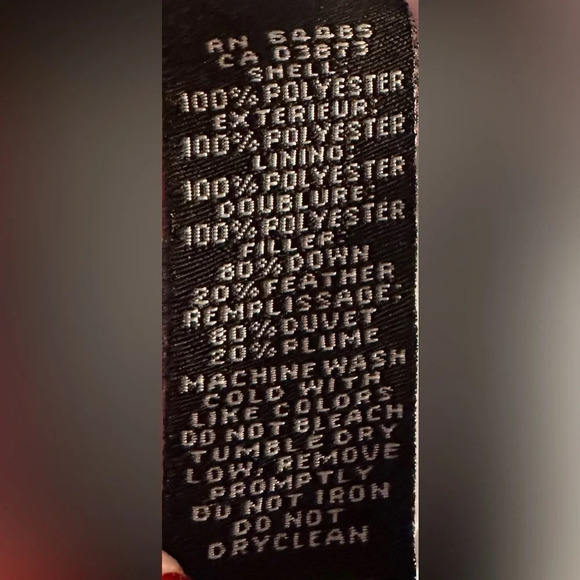 RN 54485
CA 03873
SHELL:
100% POLYESTER
EXTERIEUR:
100% POLYESTER
LINING:
100% POLYESTER
DOUBLURE:
100% POLYESTER
FILLER:
80% DOWN
20% FEATHER
REMPLISSAGE:
80% DUVET
20% PLUME
MACHINE WASH
COLD WITH
LIKE COLORS
DO NOT BLEACH
TUMBLE DRY
LOW, REMOVE
PROMPTLY
DO NOT IRON
DO NOT
DRYCLEAN